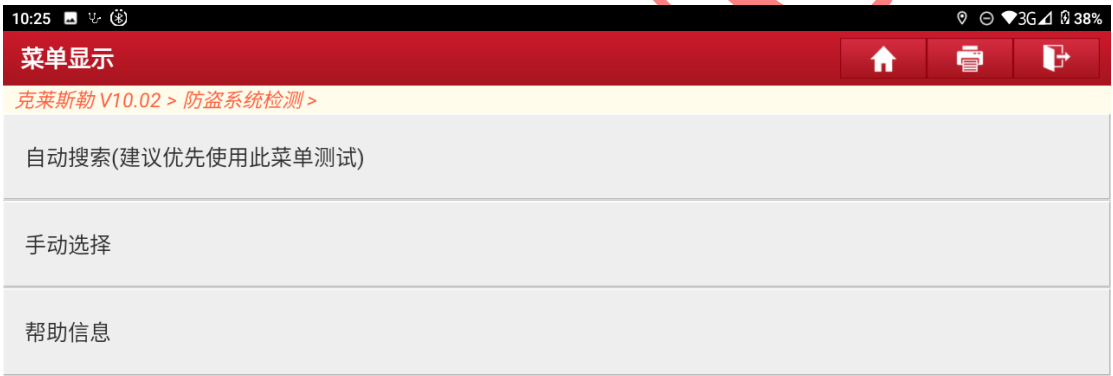 10:25 3G 38%
菜单显示
克莱斯勒 V10.02 > 防盗系统检测 >
自动搜索(建议优先使用此菜单测试)
手动选择
帮助信息